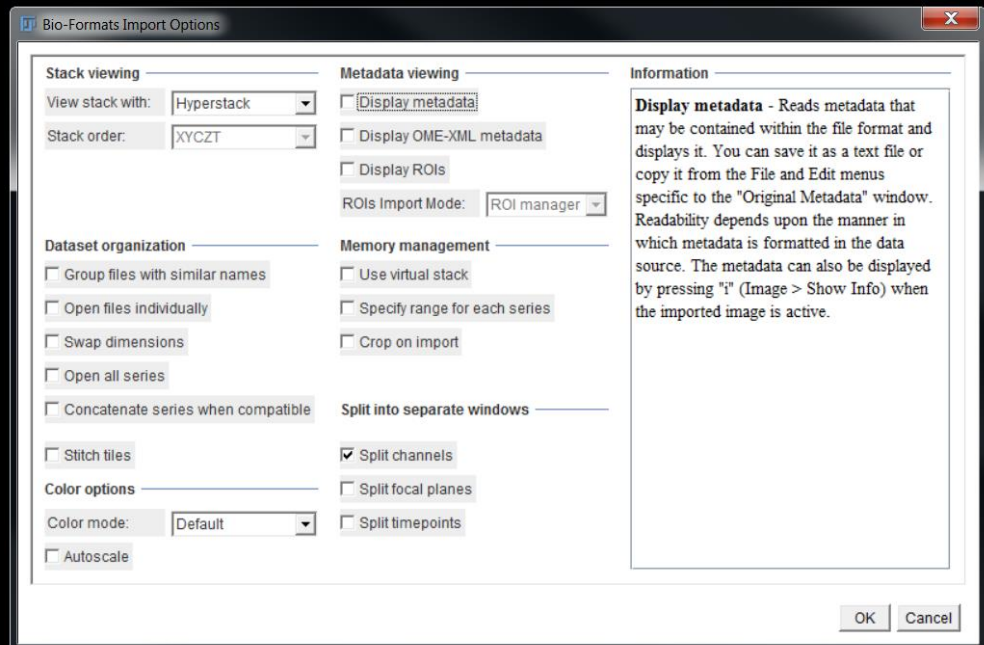 Bio-Formats Import Options
Stack viewing
View stack with: Hyperstack
Stack order: XYCZT
Metadata viewing
Display metadata
Display OME-XML metadata
Display ROIs
ROIs Import Mode: ROI manager
Information
Display metadata - Reads metadata that
may be contained within the file format and
displays it. You can save it as a text file or
copy it from the File and Edit menus
specific to the "Original Metadata" window.
Readability depends upon the manner in
which metadata is formatted in the data
source. The metadata can also be displayed
by pressing "i" (Image > Show Info) when
the imported image is active.
Dataset organization
Group files with similar names
Open files individually
Swap dimensions
Open all series
Concatenate series when compatible
Stitch tiles
Memory management
Use virtual stack
Specify range for each series
Crop on import
Split into separate windows
Split channels
Split focal planes
Split timepoints
Color options
Color mode: Default
Autoscale
OK
Cancel